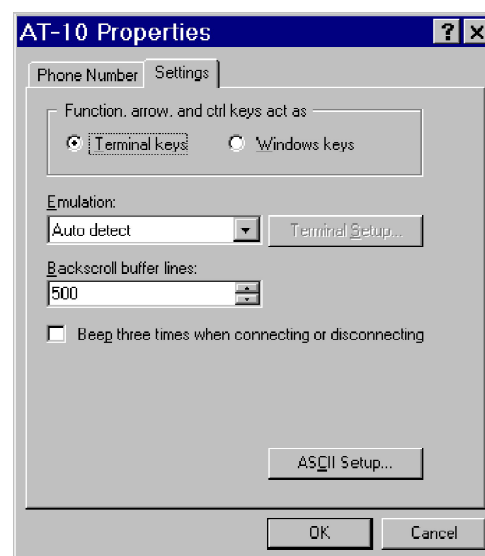 AT-10 Properties ? X
Phone Number Settings
Function, arrow, and ctrl keys act as
Terminal keys Windows keys
Emulation:
Auto detect Terminal Setup...
Backscroll buffer lines:
500
Beep three times when connecting or disconnecting
ASCII Setup...
OK Cancel